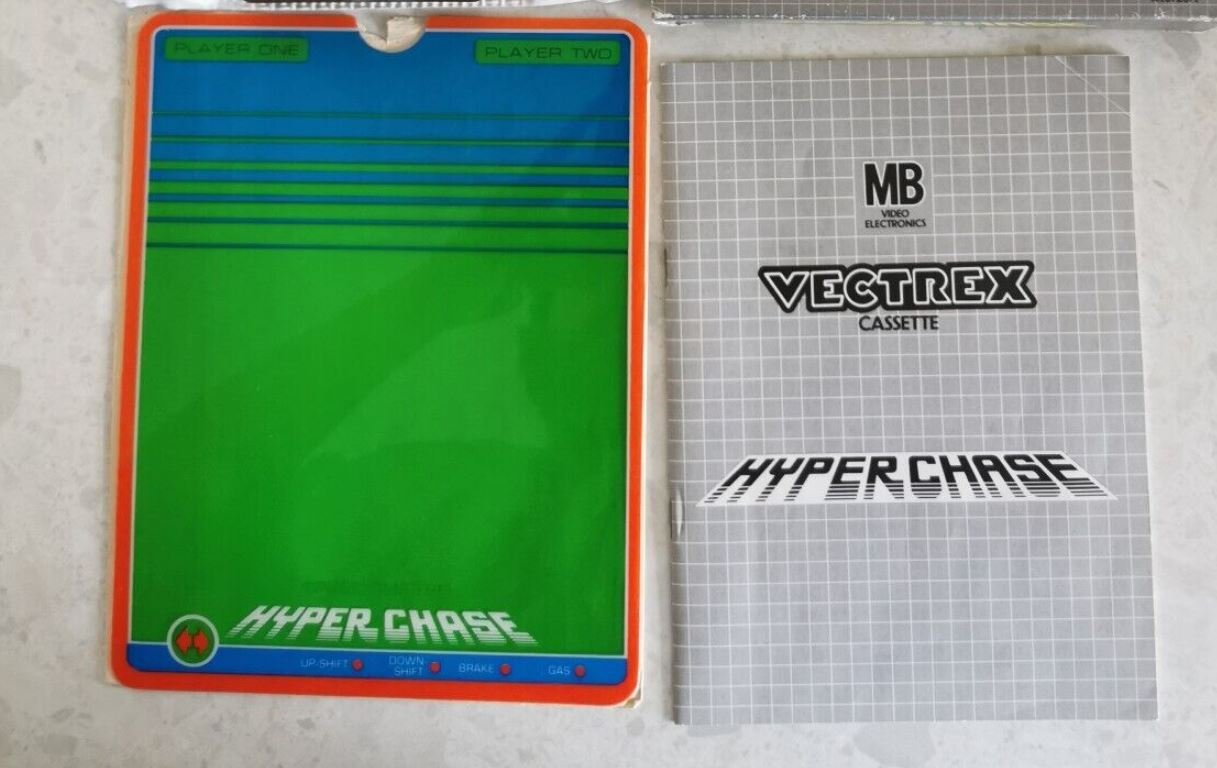 PLAYER ONE
PLAYER TWO
HYPER CHASE
UP-SHIFT
DOWN
SHIFT
BRAKE
GAS
MB
VIDEO
ELECTRONICS
VECTREX
CASSETTE
HYPER CHASE